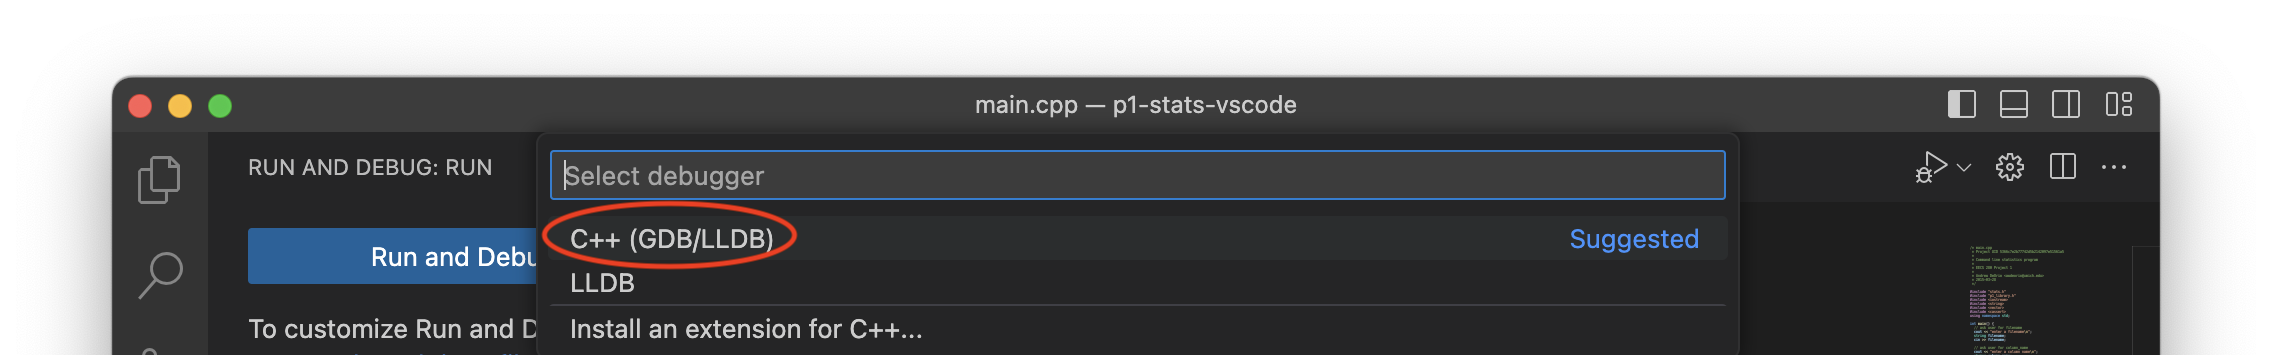 main.cpp — p1-stats-vscode
RUN AND DEBUG: RUN
Select debugger
C++ (GDB/LLDB)
Suggested
Run and Debu
LLDB
To customize Run and D
Install an extension for C++...